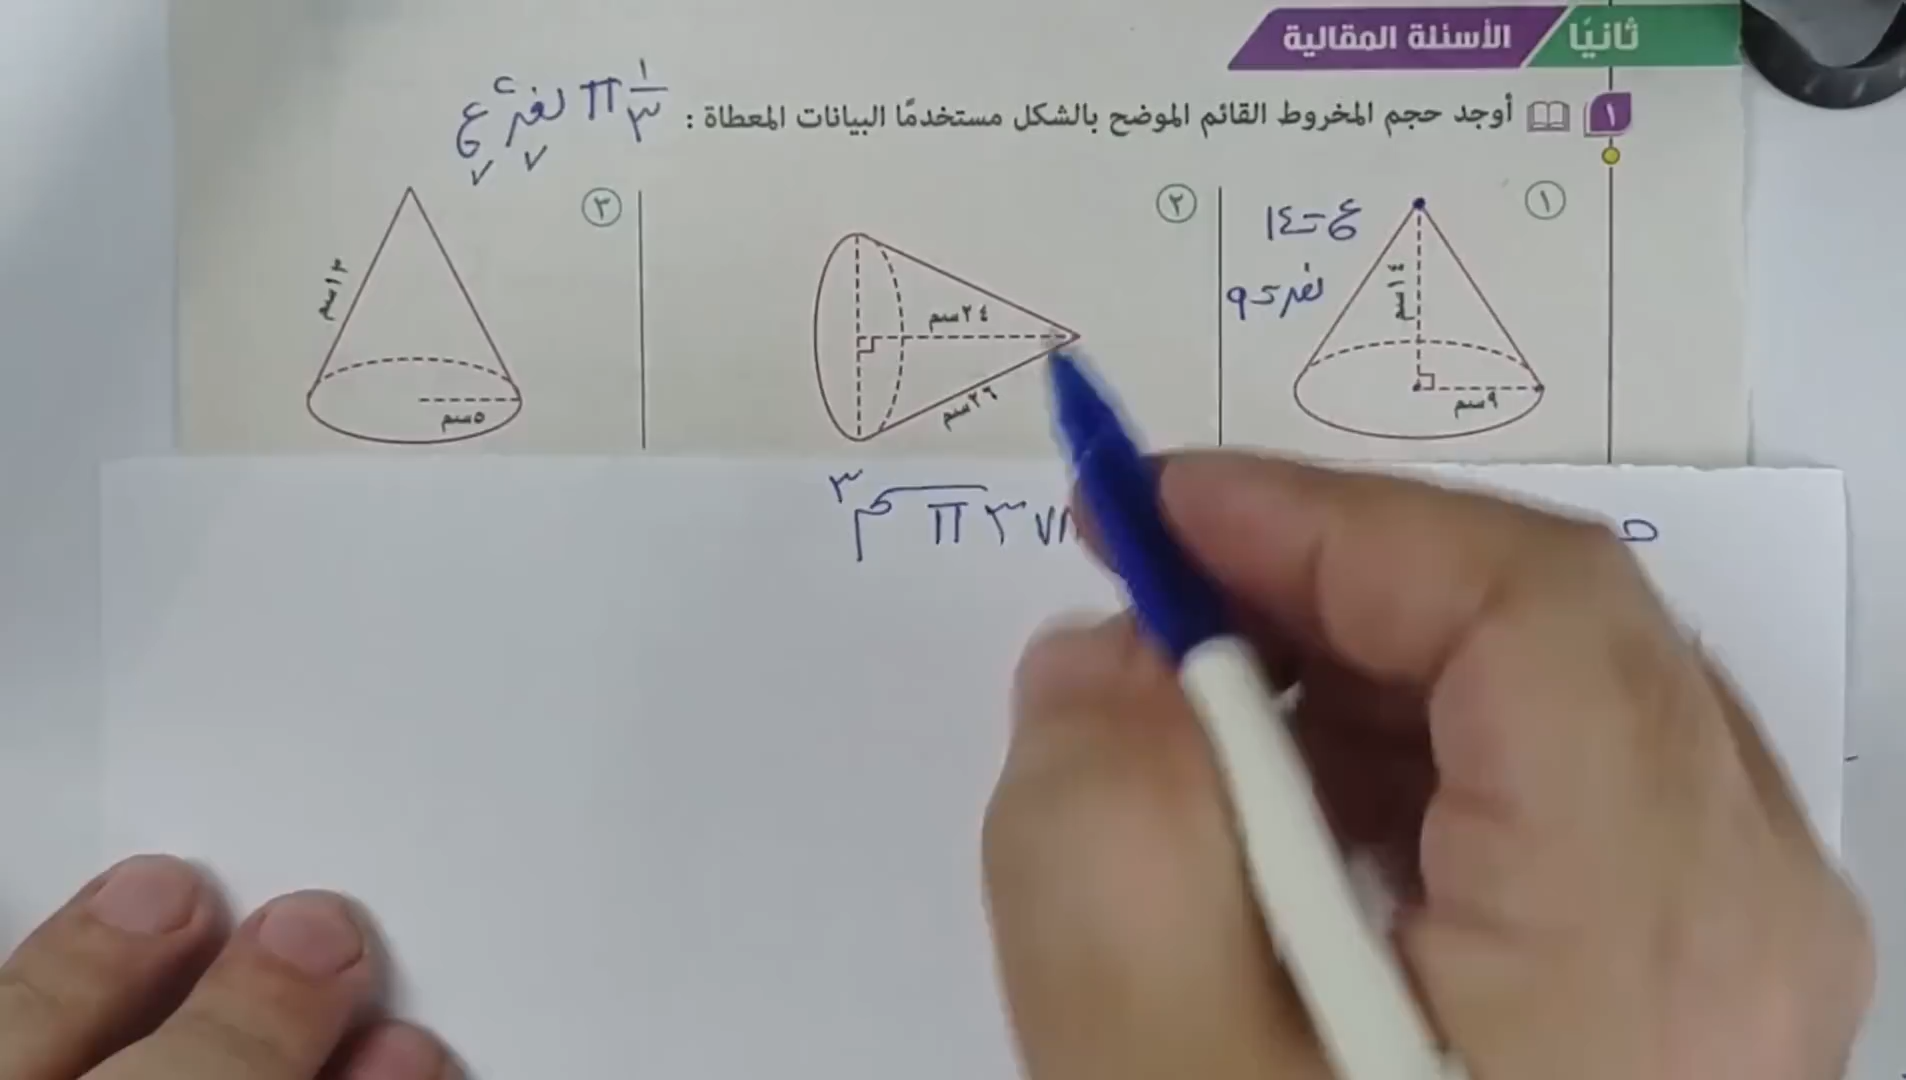 ثانيًا الأسئلة المقالية
١ أوجد حجم المخروط القائم الموضح بالشكل مستخدمًا البيانات المعطاة :
١/٣ π نق٢ ع
١
ع = ١٤
نق = ٩
١٤سم
٩سم
٢
٢٤سم
٢٦سم
٣
١٣سم
٥سم
٣٧٨ π سم٣